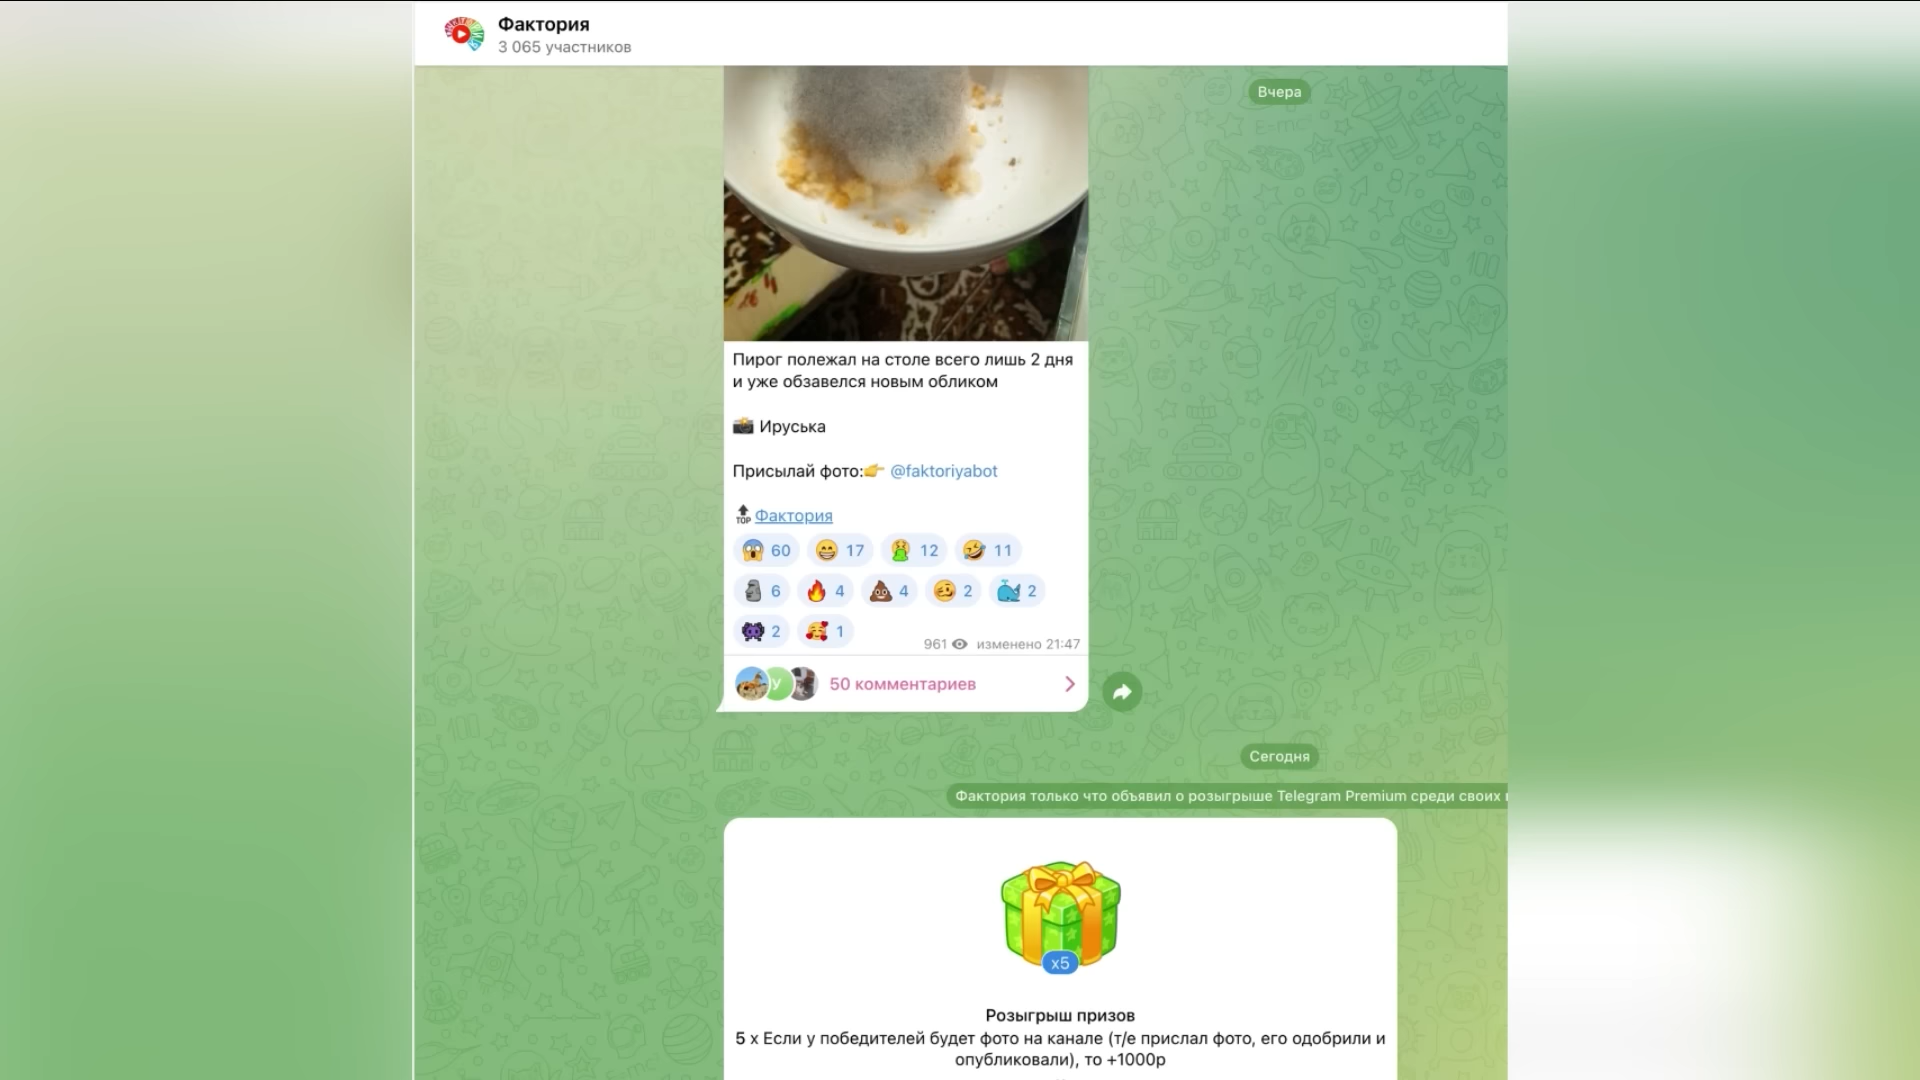 Фактория
3 065 участников
Вчера
Пирог полежал на столе всего лишь 2 дня
и уже обзавелся новым обликом
📸 Ируська
Присылай фото:👉 @faktoriyabot
🔝 Фактория
😱 60 😁 17 🤮 12 🤣 11
🗿 6 🔥 4 💩 4 🥴 2 🐳 2
👾 2 🥰 1
961 изменено 21:47
У
50 комментариев
Сегодня
Фактория только что объявил о розыгрыше Telegram Premium среди своих
x5
Розыгрыш призов
5 x Если у победителей будет фото на канале (т/е прислал фото, его одобрили и
опубликовали), то +1000р